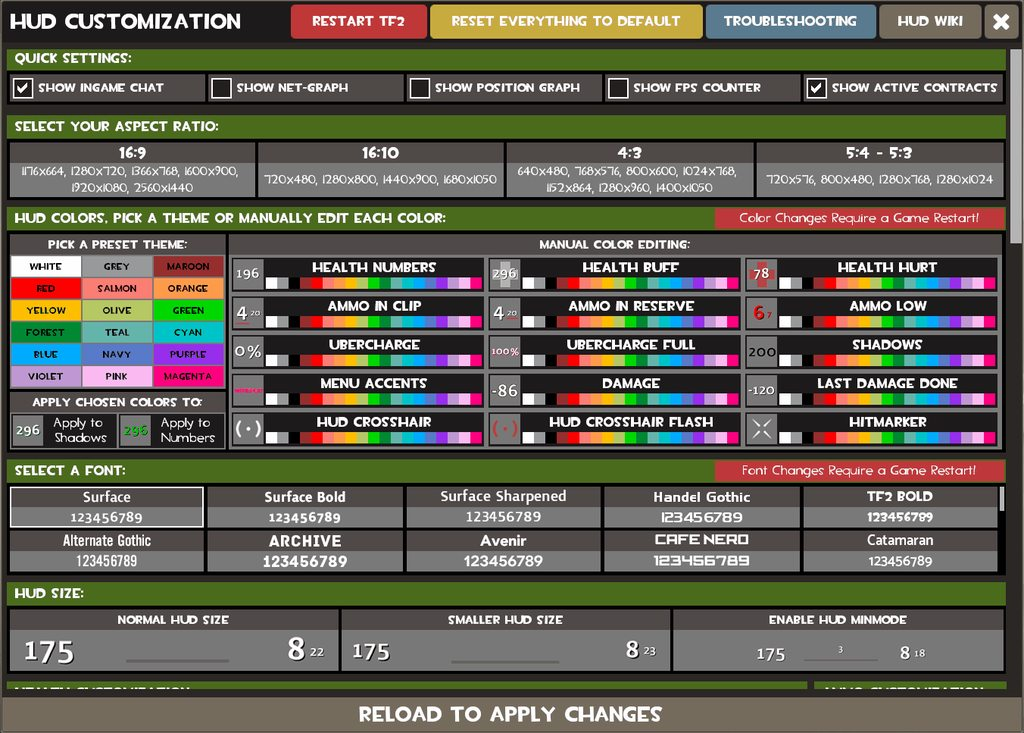 HUD CUSTOMIZATION
RESTART TF2
RESET EVERYTHING TO DEFAULT
TROUBLESHOOTING
HUD WIKI
QUICK SETTINGS:
SHOW INGAME CHAT
SHOW NET-GRAPH
SHOW POSITION GRAPH
SHOW FPS COUNTER
SHOW ACTIVE CONTRACTS
SELECT YOUR ASPECT RATIO:
16:9
1176x664, 1280x720, 1366x768, 1600x900,
1920x1080, 2560x1440
16:10
720x480, 1280x800, 1440x900, 1680x1050
4:3
640x480, 768x576, 800x600, 1024x768,
1152x864, 1280x960, 1400x1050
5:4 - 5:3
720x576, 800x480, 1280x768, 1280x1024
HUD COLORS, PICK A THEME OR MANUALLY EDIT EACH COLOR:
Color Changes Require a Game Restart!
PICK A PRESET THEME:
WHITE GREY MAROON
RED SALMON ORANGE
YELLOW OLIVE GREEN
FOREST TEAL CYAN
BLUE NAVY PURPLE
VIOLET PINK MAGENTA
APPLY CHOSEN COLORS TO:
296 Apply to
Shadows
296 Apply to
Numbers
MANUAL COLOR EDITING:
196 HEALTH NUMBERS
296 HEALTH BUFF
78 HEALTH HURT
4 20 AMMO IN CLIP
4 20 AMMO IN RESERVE
6 7 AMMO LOW
0% UBERCHARGE
100% UBERCHARGE FULL
200 SHADOWS
MENU ACCENTS
-86 DAMAGE
-120 LAST DAMAGE DONE
(·) HUD CROSSHAIR
(·) HUD CROSSHAIR FLASH
HITMARKER
SELECT A FONT:
Font Changes Require a Game Restart!
Surface
123456789
Surface Bold
123456789
Surface Sharpened
123456789
Handel Gothic
123456789
TF2 BOLD
123456789
Alternate Gothic
123456789
ARCHIVE
123456789
Avenir
123456789
CAFE NERO
123456789
Catamaran
123456789
HUD SIZE:
NORMAL HUD SIZE
175 8 22
SMALLER HUD SIZE
175 8 23
ENABLE HUD MINMODE
175 3 8 18
RELOAD TO APPLY CHANGES